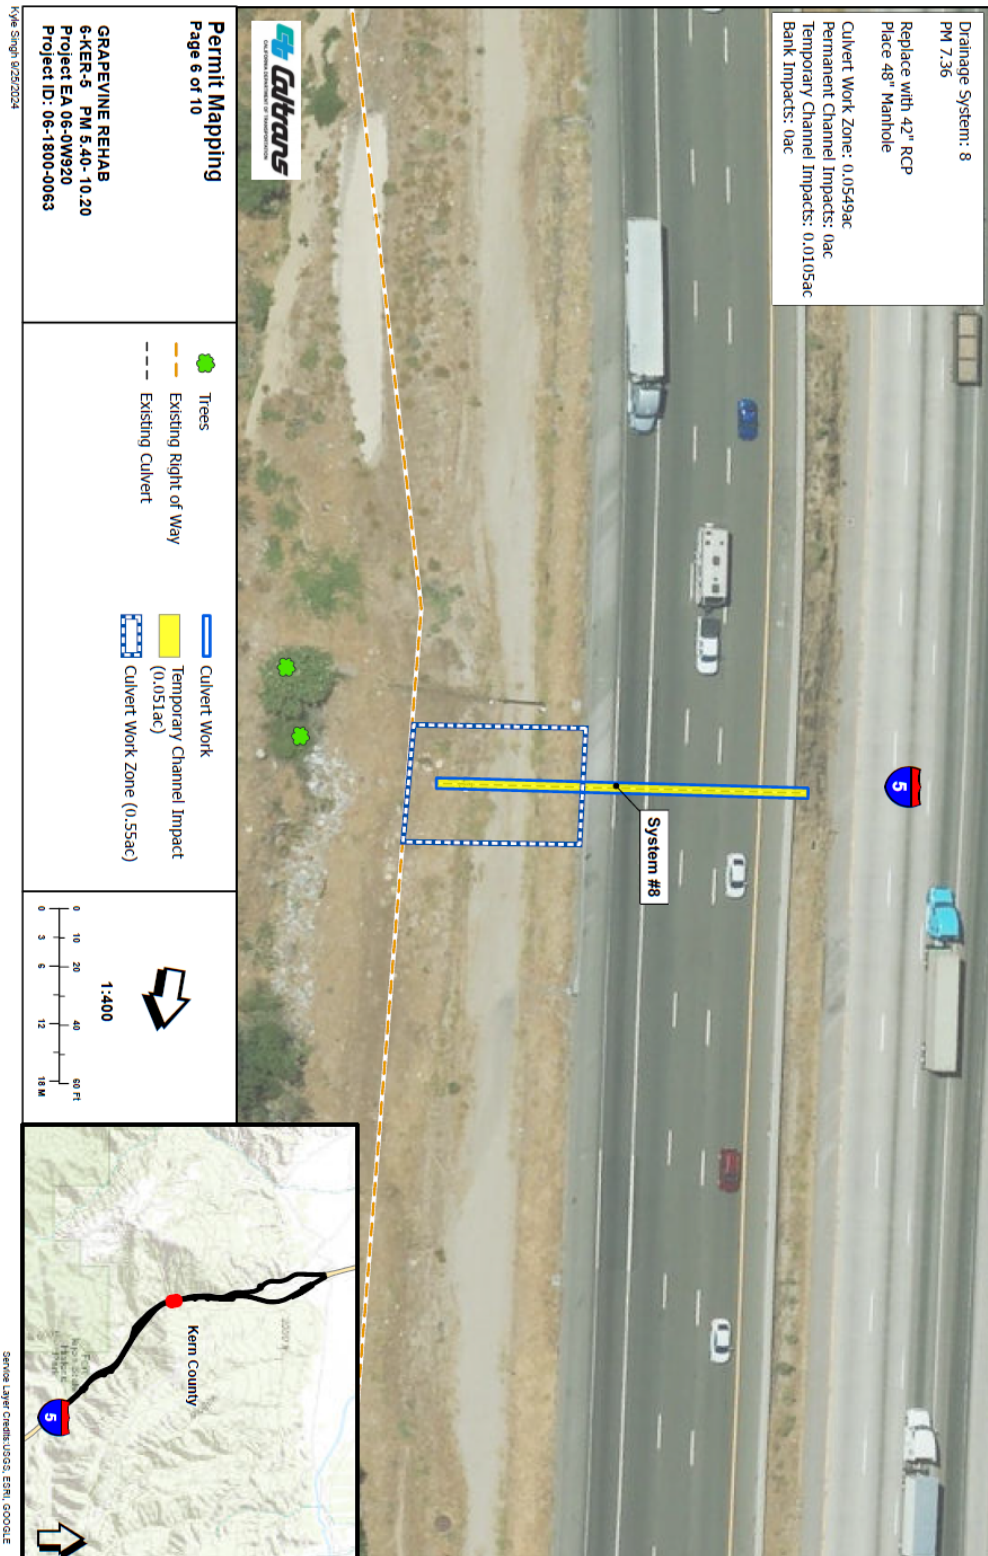 Drainage System: 8
PM 7.36
Replace with 42" RCP
Place 48" Manhole
Culvert Work Zone: 0.0549ac
Permanent Channel Impacts: 0ac
Temporary Channel Impacts: 0.0105ac
Bank Impacts: 0ac
5
System #8
Caltrans
CALIFORNIA DEPARTMENT OF TRANSPORTATION
Permit Mapping
Page 6 of 10
GRAPEVINE REHAB
6-KER-5 PM 5.40- 10.20
Project EA 06-0W920
Project ID: 06-1800-0063
Trees
Existing Right of Way
Existing Culvert
Culvert Work
Temporary Channel Impact
(0.051ac)
Culvert Work Zone (0.55ac)
1:400
0 10 20 40 60 Ft
0 3 6 12 18 M
Kern County
5
Kyle Singh 9/25/2024
Service Layer Credits:USGS, ESRI, GOOGLE